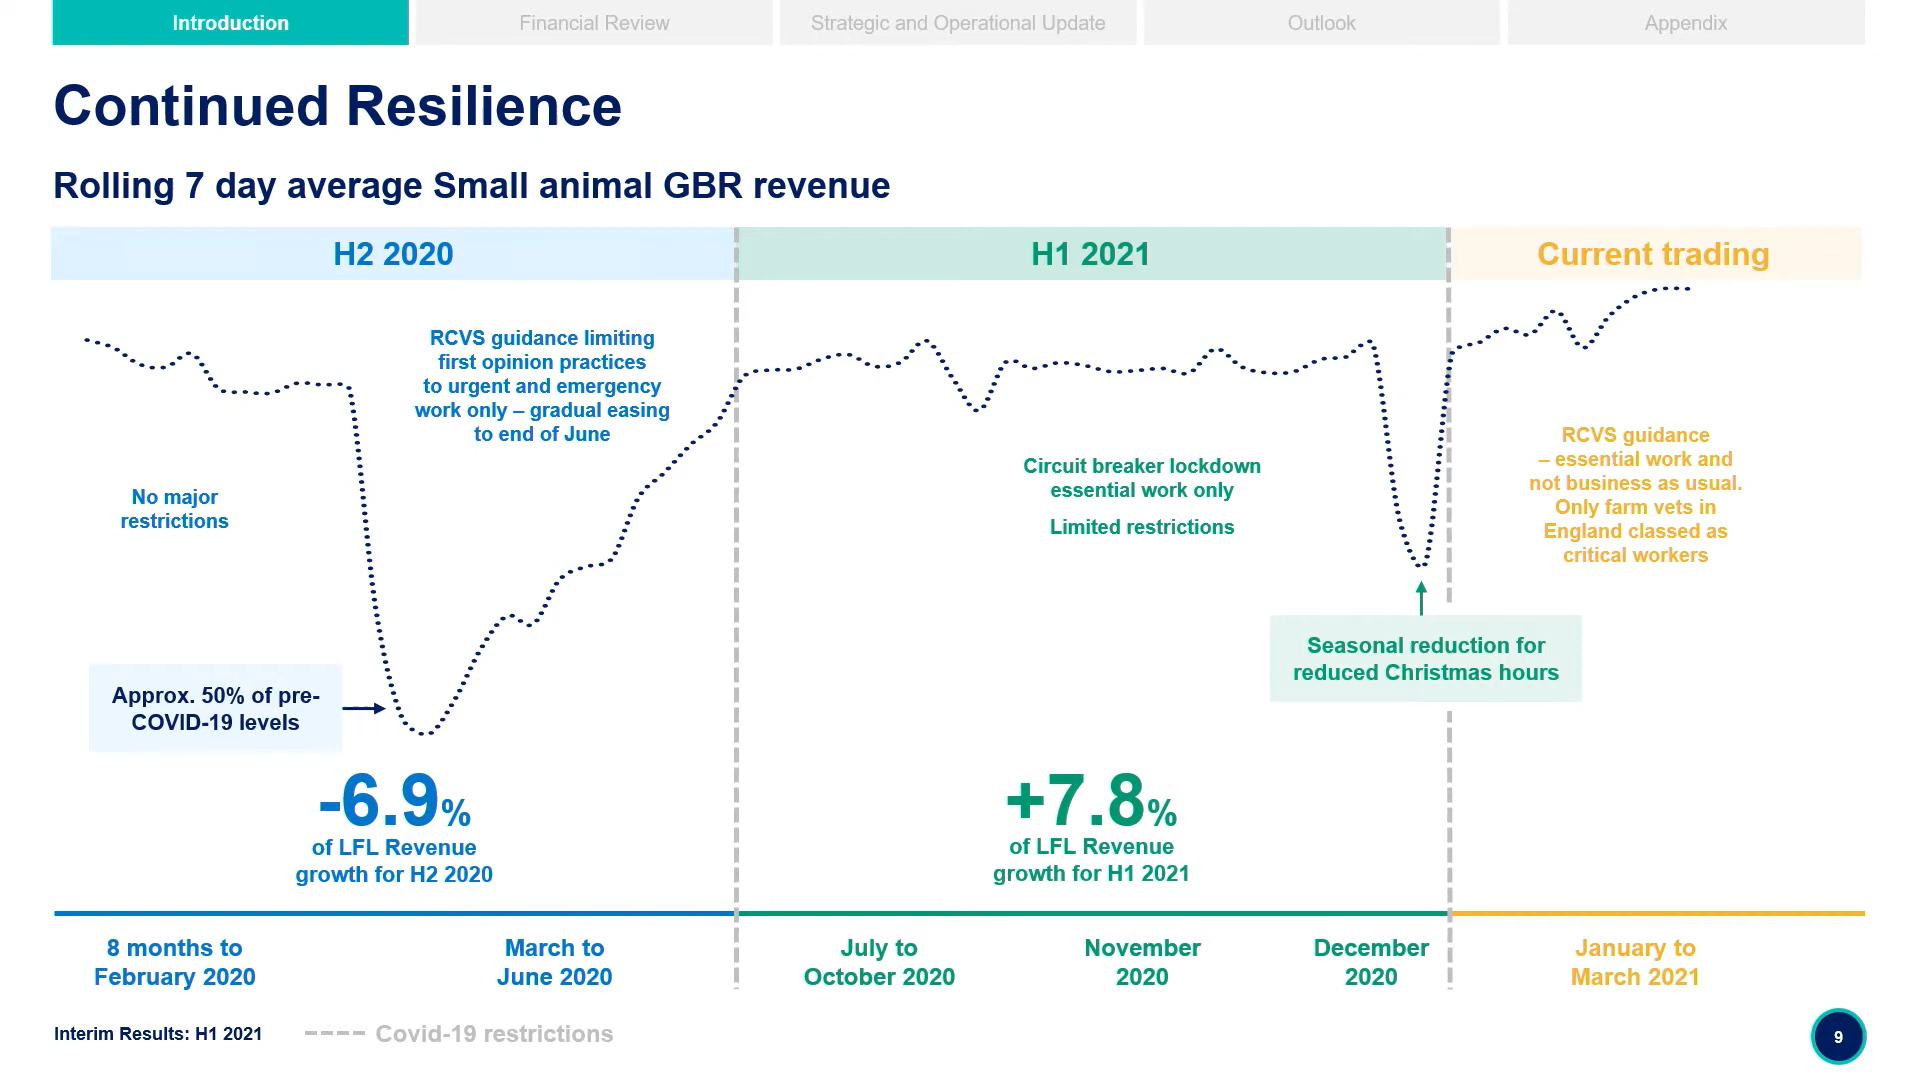 Introduction
Financial Review
Strategic and Operational Update
Outlook
Appendix
Continued Resilience
Rolling 7 day average Small animal GBR revenue
H2 2020
H1 2021
Current trading
RCVS guidance limiting
first opinion practices
to urgent and emergency
work only – gradual easing
to end of June
No major
restrictions
Circuit breaker lockdown
essential work only
Limited restrictions
RCVS guidance
– essential work and
not business as usual.
Only farm vets in
England classed as
critical workers
Seasonal reduction for
reduced Christmas hours
Approx. 50% of pre-
COVID-19 levels
-6.9%
of LFL Revenue
growth for H2 2020
+7.8%
of LFL Revenue
growth for H1 2021
8 months to
February 2020
March to
June 2020
July to
October 2020
November
2020
December
2020
January to
March 2021
Interim Results: H1 2021
Covid-19 restrictions
9